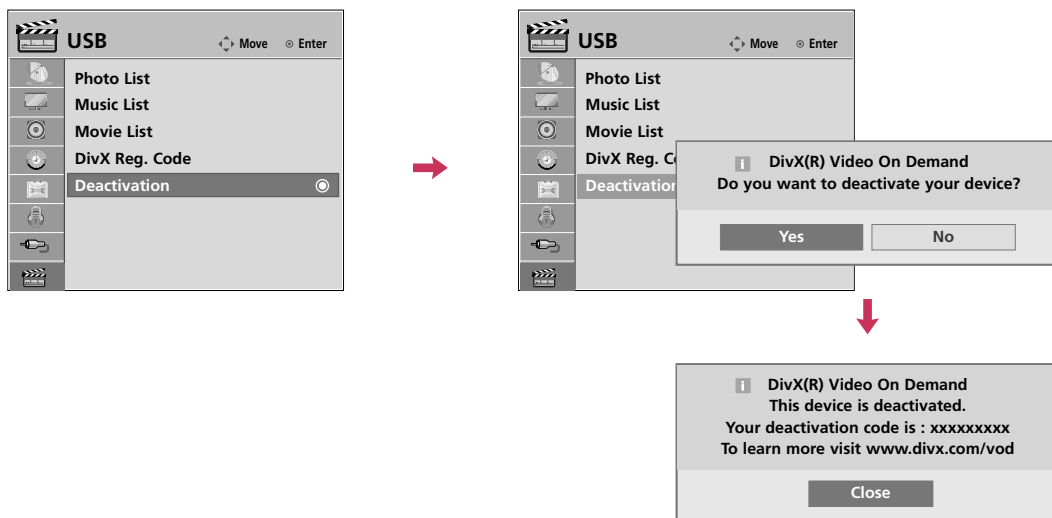 USB Move Enter
Photo List
Music List
Movie List
DivX Reg. Code
Deactivation
USB Move Enter
Photo List
Music List
Movie List
DivX Reg. C
Deactivation
DivX(R) Video On Demand
Do you want to deactivate your device?
Yes No
DivX(R) Video On Demand
This device is deactivated.
Your deactivation code is : xxxxxxxxx
To learn more visit www.divx.com/vod
Close